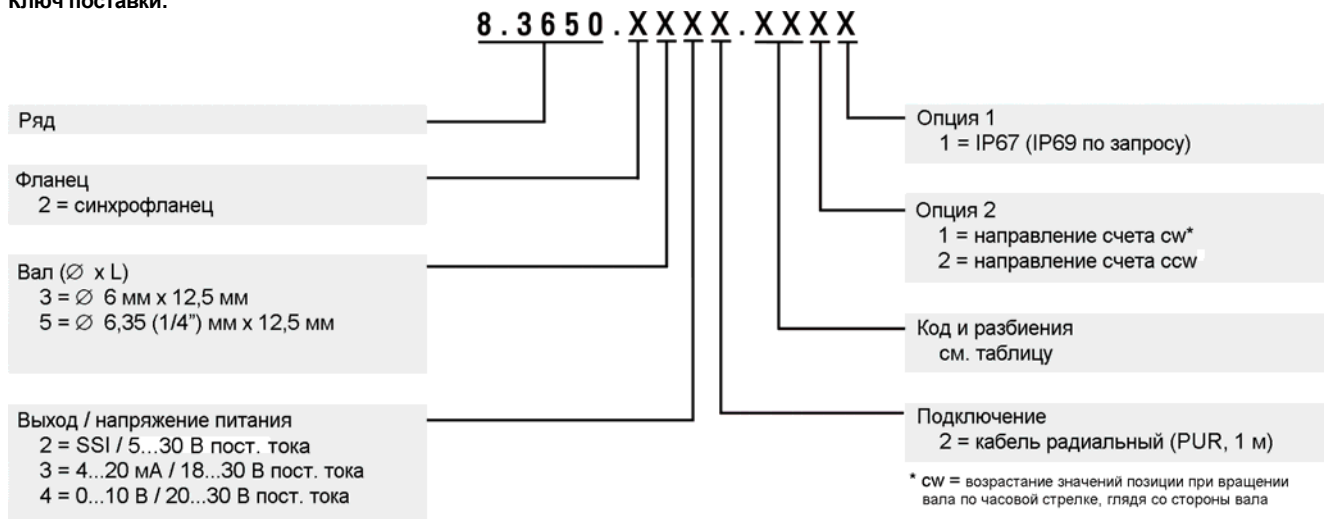 Ключ поставки:
8.3650.XXXX.XXXX
Ряд
Фланец
2 = синхрофланец
Вал (∅ x L)
3 = ∅ 6 мм x 12,5 мм
5 = ∅ 6,35 (1/4”) мм x 12,5 мм
Выход / напряжение питания
2 = SSI / 5...30 В пост. тока
3 = 4...20 мА / 18...30 В пост. тока
4 = 0...10 В / 20...30 В пост. тока
Опция 1
1 = IP67 (IP69 по запросу)
Опция 2
1 = направление счета cw*
2 = направление счета ccw
Код и разбиения
см. таблицу
Подключение
2 = кабель радиальный (PUR, 1 м)
* cw = возрастание значений позиции при вращении
вала по часовой стрелке, глядя со стороны вала